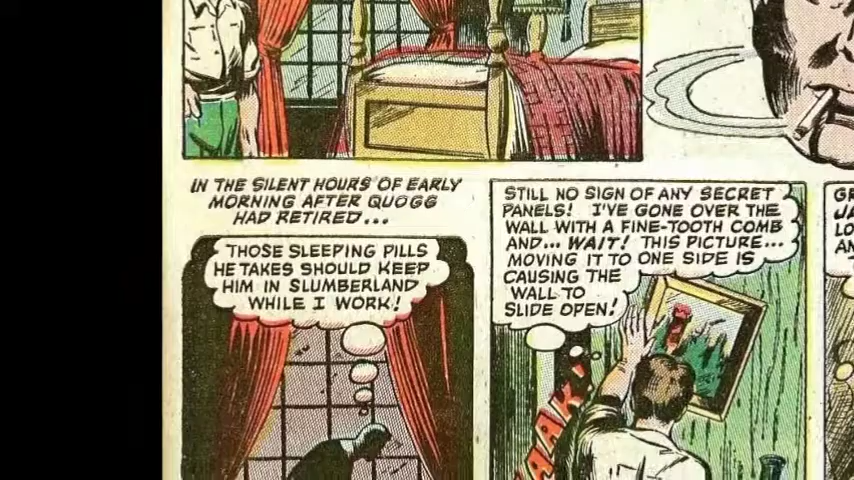 IN THE SILENT HOURS OF EARLY
MORNING AFTER QUOGG
HAD RETIRED...
THOSE SLEEPING PILLS
HE TAKES SHOULD KEEP
HIM IN SLUMBERLAND
WHILE I WORK!
STILL NO SIGN OF ANY SECRET
PANELS! I'VE GONE OVER THE
WALL WITH A FINE-TOOTH COMB
AND... WAIT! THIS PICTURE...
MOVING IT TO ONE SIDE IS
CAUSING THE
WALL TO
SLIDE OPEN!